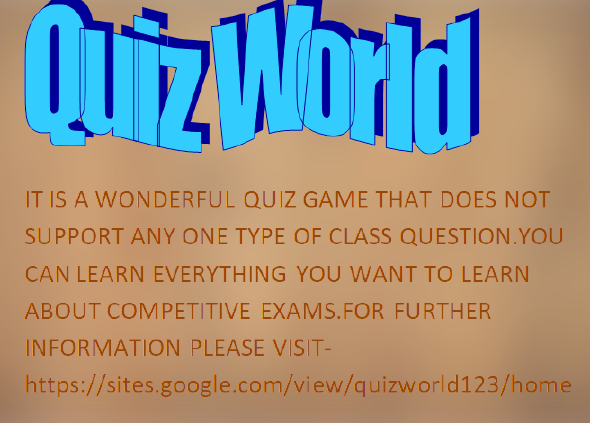 Quiz World
IT IS A WONDERFUL QUIZ GAME THAT DOES NOT
SUPPORT ANY ONE TYPE OF CLASS QUESTION.YOU
CAN LEARN EVERYTHING YOU WANT TO LEARN
ABOUT COMPETITIVE EXAMS.FOR FURTHER
INFORMATION PLEASE VISIT-
https://sites.google.com/view/quizworld123/home